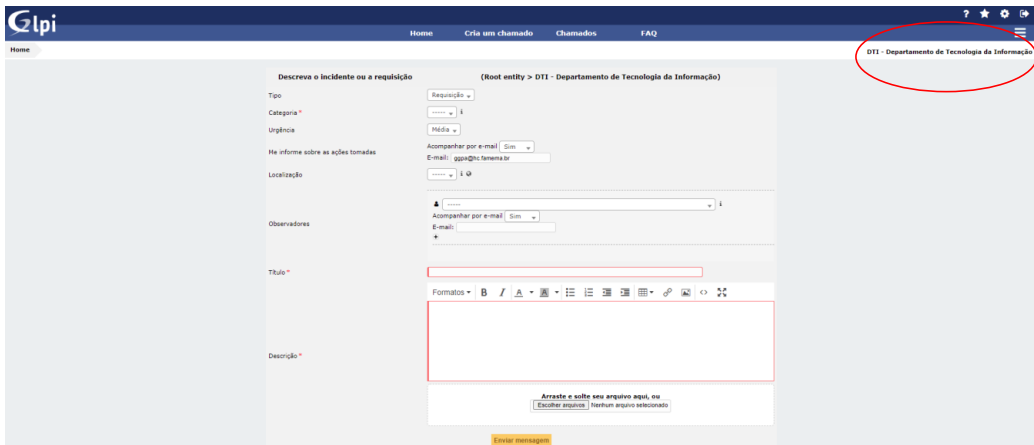 Glpi
?
Home Cria um chamado Chamados FAQ
Home
DTI - Departamento de Tecnologia da Informação
Descreva o incidente ou a requisição (Root entity > DTI - Departamento de Tecnologia da Informação)
Tipo Requisição
Categoria * ----- i
Urgência Média
Me informe sobre as ações tomadas Acompanhar por e-mail Sim
E-mail: ggpa@hc.famema.br
Localização ----- i
Observadores ----- i
Acompanhar por e-mail Sim
E-mail:
+
Título *
Formatos B I A A
Descrição *
Arraste e solte seu arquivo aqui, ou
Escolher arquivos Nenhum arquivo selecionado
Enviar mensagem